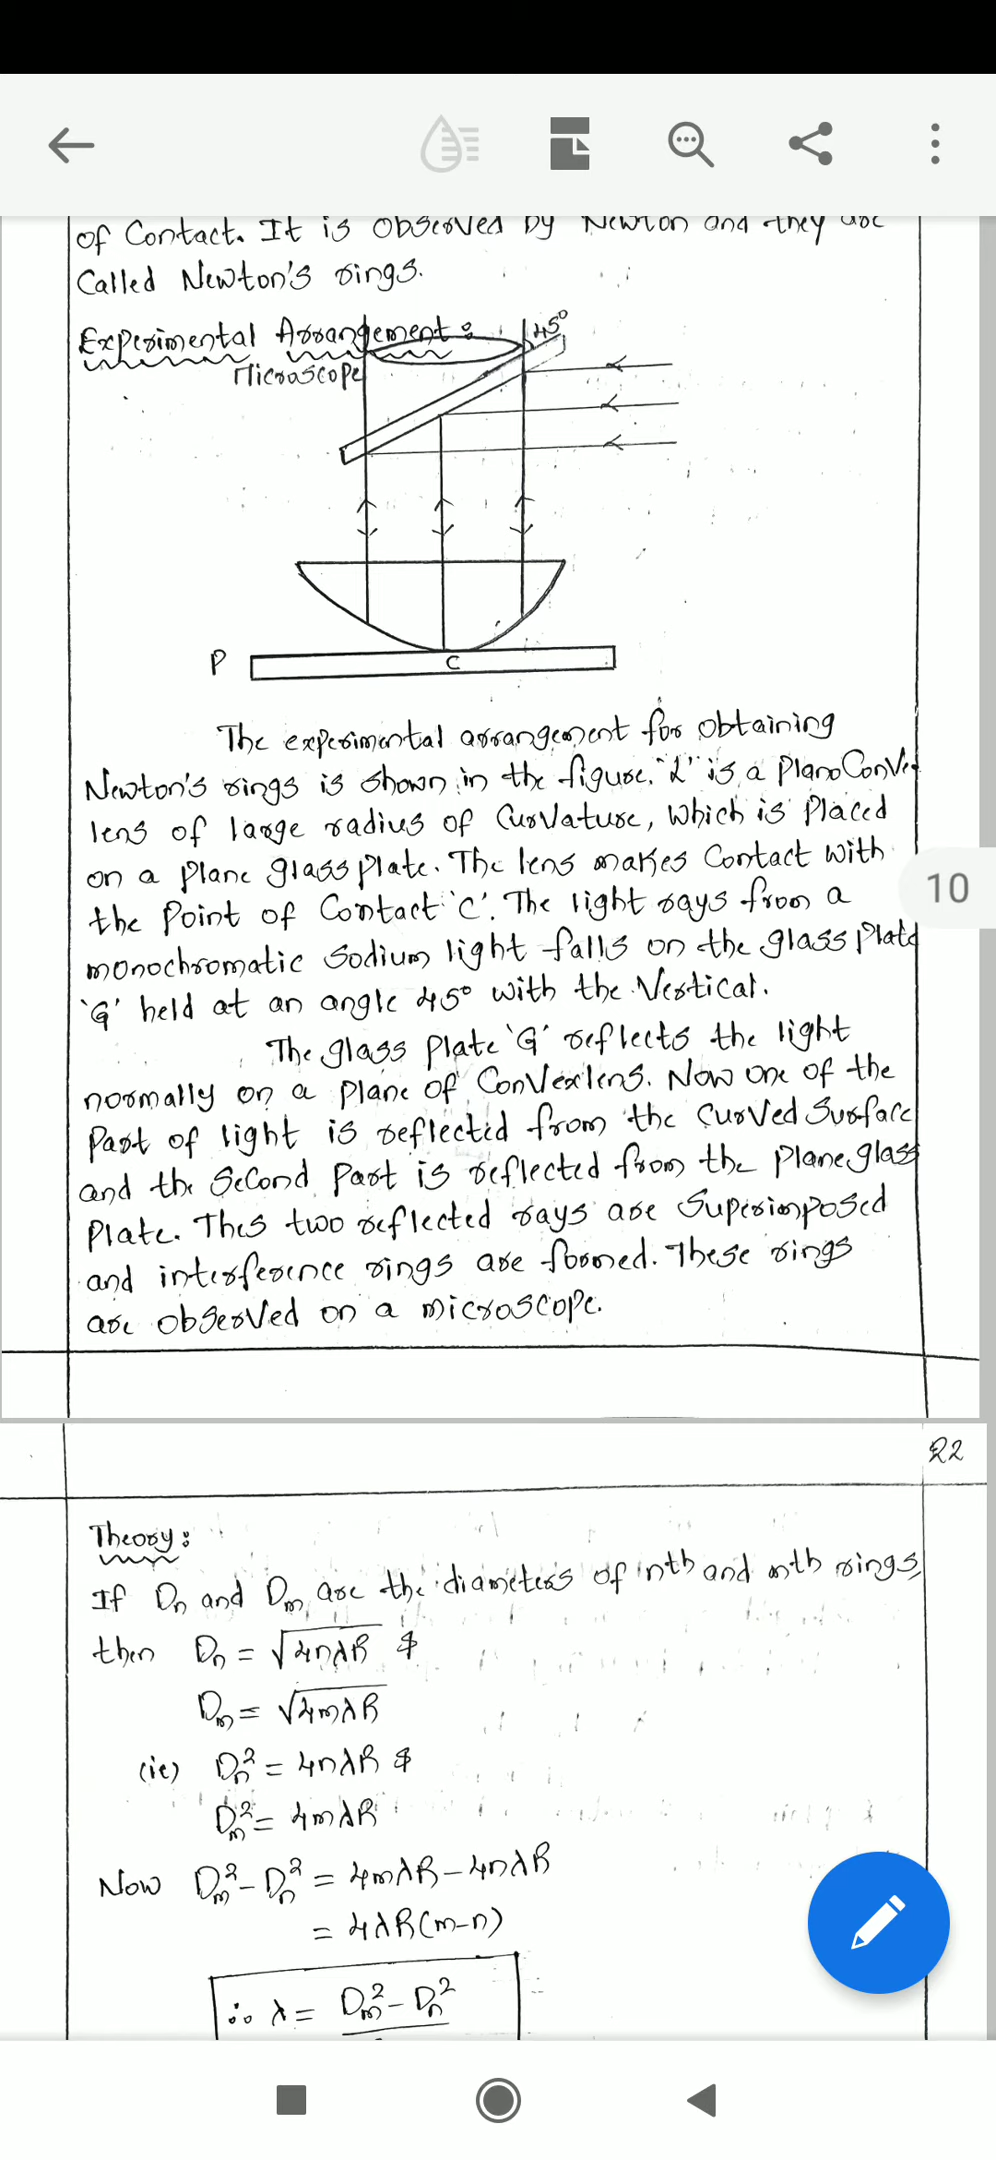 of Contact. It is observed by Newton and they are
Called Newton's rings.
Experimental Arrangement:
45°
Microscope
P
C
The experimental arrangement for obtaining
Newton's rings is shown in the figure. "L" is a PlanoConvex
lens of large radius of Curvature, which is Placed
on a Plane glass Plate. The lens makes Contact with
the Point of Contact 'C'. The light rays from a
monochromatic Sodium light falls on the glass Plate
'G' held at an angle 45° with the Vertical.
10
The glass Plate 'G' reflects the light
normally on a Plane of Convex lens. Now one of the
Part of light is reflected from the Curved Surface
and the Second Part is reflected from the Plane glass
Plate. Thes two reflected rays are Superimposed
and interference rings are formed. These rings
are observed on a microscope.
22
Theory:
If Dn and Dm are the diameters of nth and mth rings,
then Dn = √4nλR &
Dm = √4mλR
(ie) Dn² = 4nλR &
Dm² = 4mλR
Now Dm² - Dn² = 4mλR - 4nλR
= 4λR(m-n)
∴ λ = Dm² - Dn²